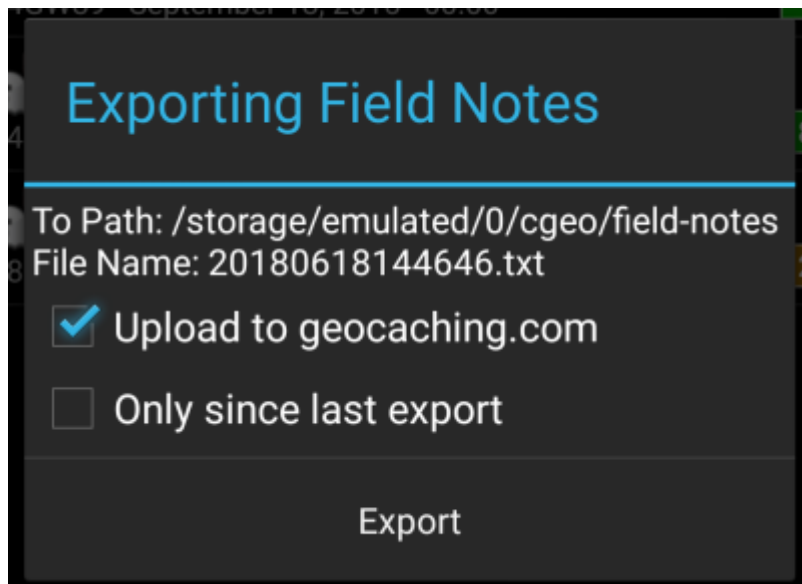 Exporting Field Notes
To Path: /storage/emulated/0/cgeo/field-notes
File Name: 20180618144646.txt
Upload to geocaching.com
Only since last export
Export